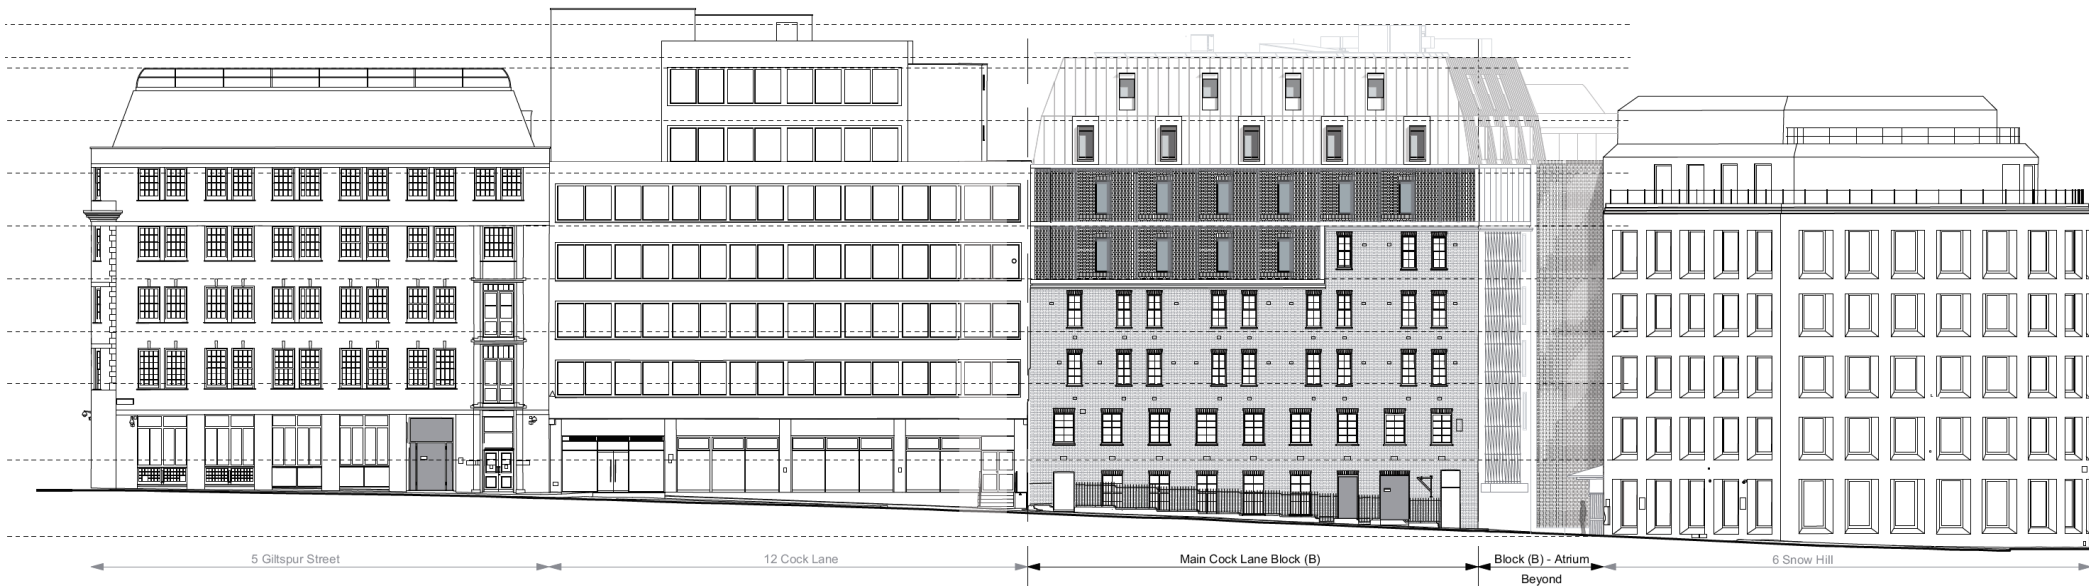 5 Giltspur Street
12 Cock Lane
Main Cock Lane Block (B)
Block (B) - Atrium
Beyond
6 Snow Hill